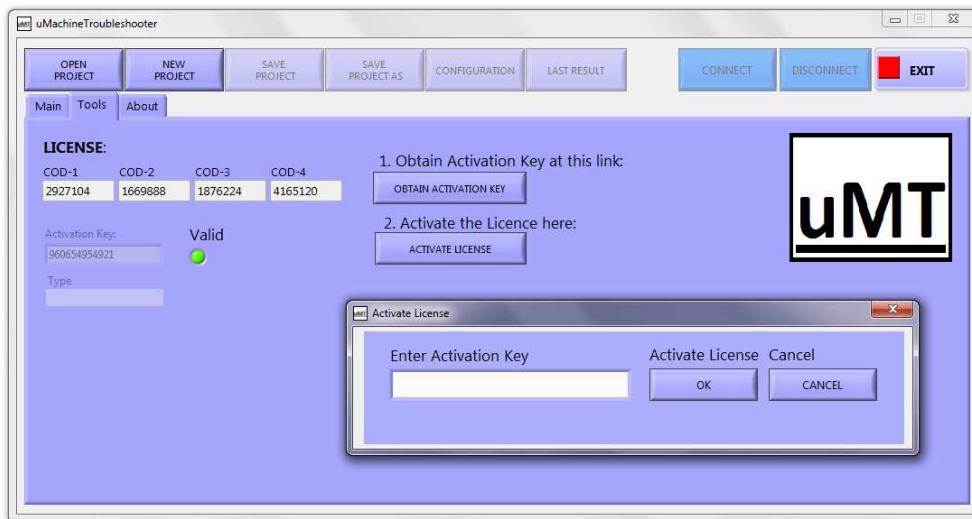 uMT uMachineTroubleshooter
OPEN PROJECT
NEW PROJECT
SAVE PROJECT
SAVE PROJECT AS
CONFIGURATION
LAST RESULT
CONNECT
DISCONNECT
EXIT
Main Tools About
LICENSE:
COD-1 COD-2 COD-3 COD-4
2927104 1669888 1876224 4165120
Activation Key:
960654954921
Valid
Type
1. Obtain Activation Key at this link:
OBTAIN ACTIVATION KEY
2. Activate the Licence here:
ACTIVATE LICENSE
uMT
uMT Activate License
Enter Activation Key
Activate License Cancel
OK CANCEL